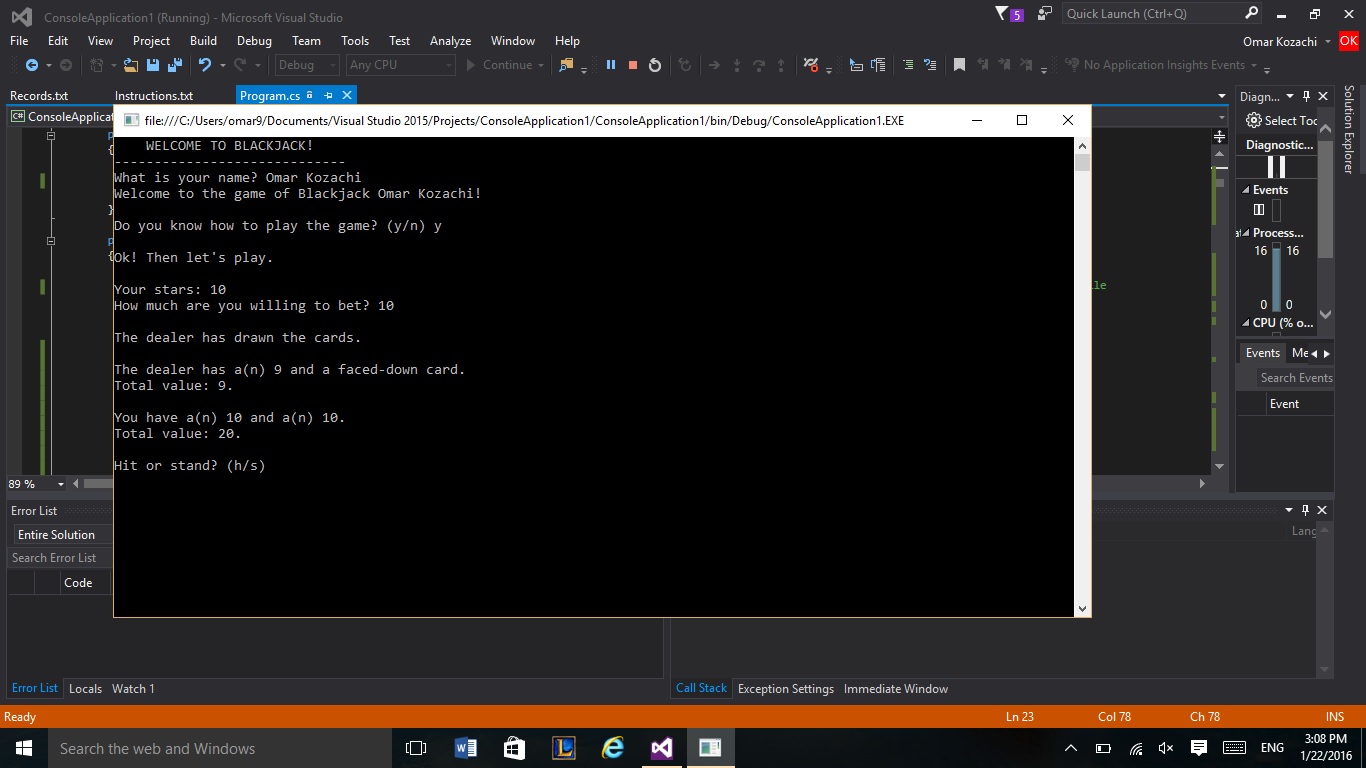 ConsoleApplication1 (Running) - Microsoft Visual Studio
5
Quick Launch (Ctrl+Q)
File Edit View Project Build Debug Team Tools Test Analyze Window Help
Omar Kozachi OK
Debug Any CPU Continue No Application Insights Events
Records.txt Instructions.txt Program.cs
Diagn...
C# ConsoleApplicat
file:///C:/Users/omar9/Documents/Visual Studio 2015/Projects/ConsoleApplication1/ConsoleApplication1/bin/Debug/ConsoleApplication1.EXE
WELCOME TO BLACKJACK!
-----------------------------
What is your name? Omar Kozachi
Welcome to the game of Blackjack Omar Kozachi!
Do you know how to play the game? (y/n) y
Ok! Then let's play.
Your stars: 10
How much are you willing to bet? 10
The dealer has drawn the cards.
The dealer has a(n) 9 and a faced-down card.
Total value: 9.
You have a(n) 10 and a(n) 10.
Total value: 20.
Hit or stand? (h/s)
p
{
}
p
{
le
Select Too
Diagnostic...
Events
Process...
16 16
0 0
CPU (% o...
Events Me
Search Events
Event
Solution Explorer
89 %
Error List
Entire Solution
Search Error List
Code
Lang
Error List Locals Watch 1
Call Stack Exception Settings Immediate Window
Ready Ln 23 Col 78 Ch 78 INS
Search the web and Windows
ENG
3:08 PM
1/22/2016